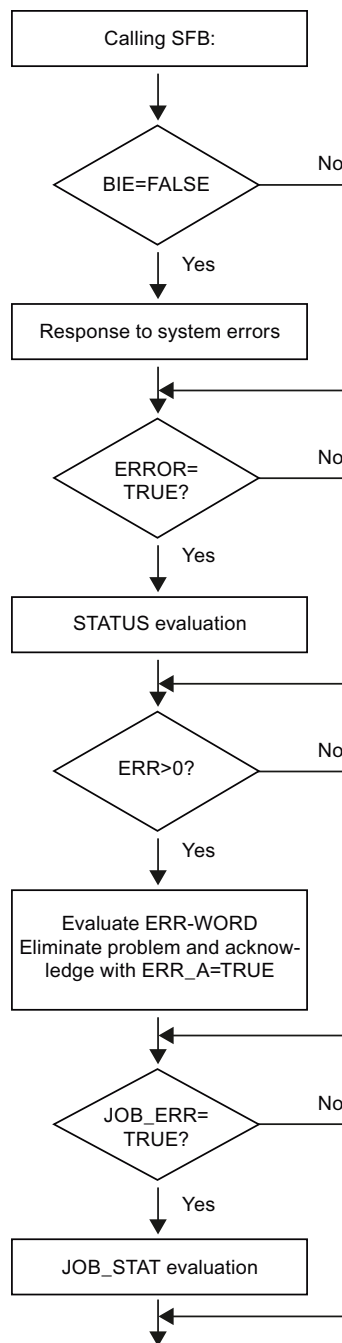 Calling SFB:
BIE=FALSE
No
Yes
Response to system errors
ERROR=
TRUE?
No
Yes
STATUS evaluation
ERR>0?
No
Yes
Evaluate ERR-WORD
Eliminate problem and acknow-
ledge with ERR_A=TRUE
JOB_ERR=
TRUE?
No
Yes
JOB_STAT evaluation